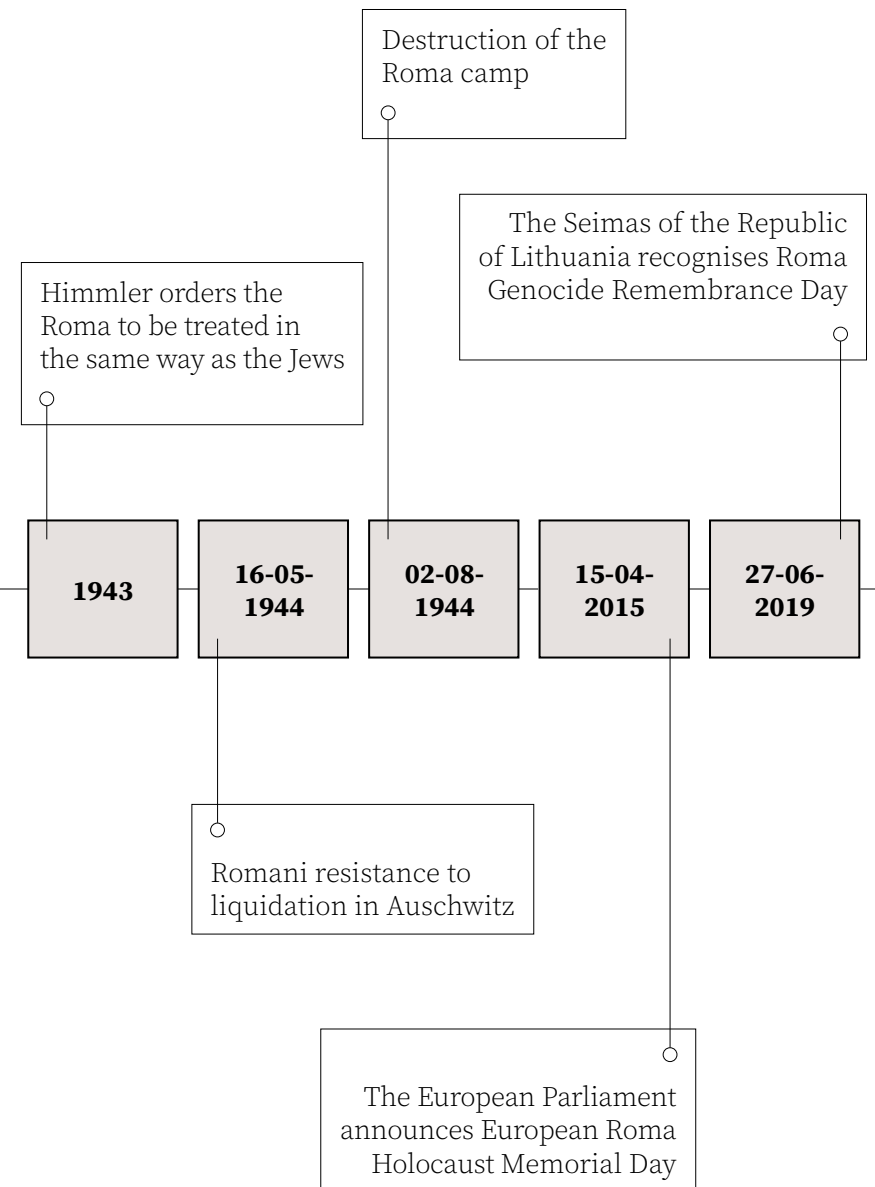 Destruction of the
Roma camp
The Seimas of the Republic
of Lithuania recognises Roma
Genocide Remembrance Day
Himmler orders the
Roma to be treated in
the same way as the Jews
1943
16-05-
1944
02-08-
1944
15-04-
2015
27-06-
2019
Romani resistance to
liquidation in Auschwitz
The European Parliament
announces European Roma
Holocaust Memorial Day